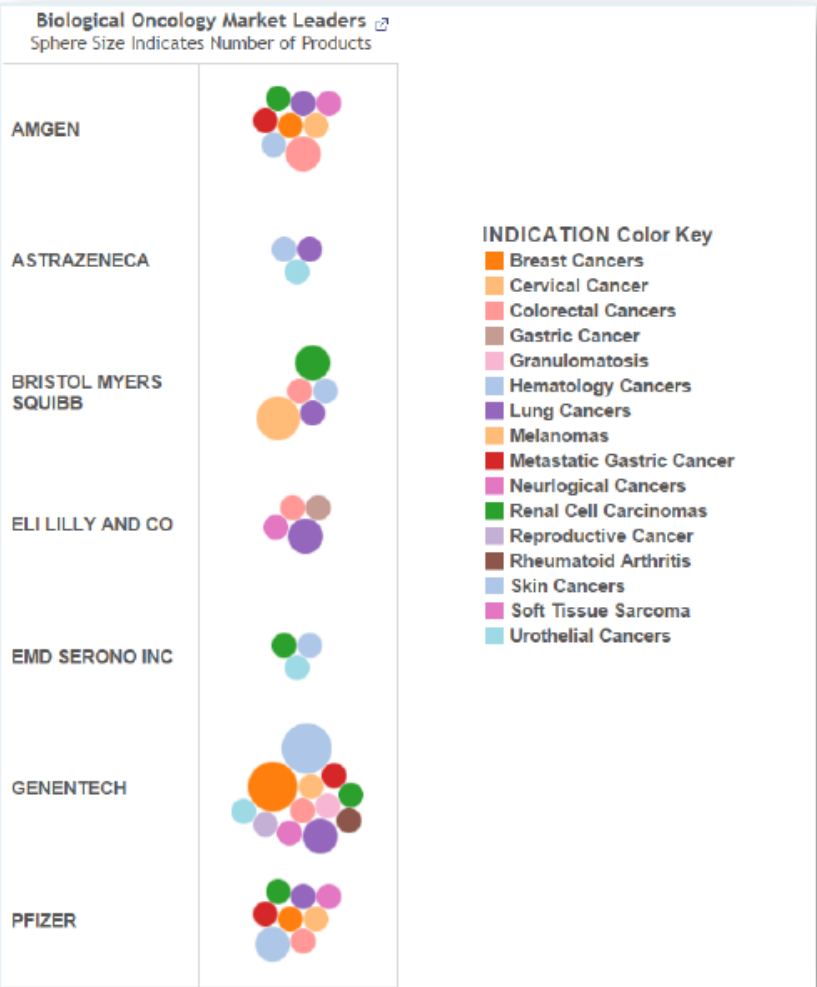 Biological Oncology Market Leaders
Sphere Size Indicates Number of Products
AMGEN
ASTRAZENECA
BRISTOL MYERS
SQUIBB
ELI LILLY AND CO
EMD SERONO INC
GENENTECH
PFIZER
INDICATION Color Key
Breast Cancers
Cervical Cancer
Colorectal Cancers
Gastric Cancer
Granulomatosis
Hematology Cancers
Lung Cancers
Melanomas
Metastatic Gastric Cancer
Neurlogical Cancers
Renal Cell Carcinomas
Reproductive Cancer
Rheumatoid Arthritis
Skin Cancers
Soft Tissue Sarcoma
Urothelial Cancers